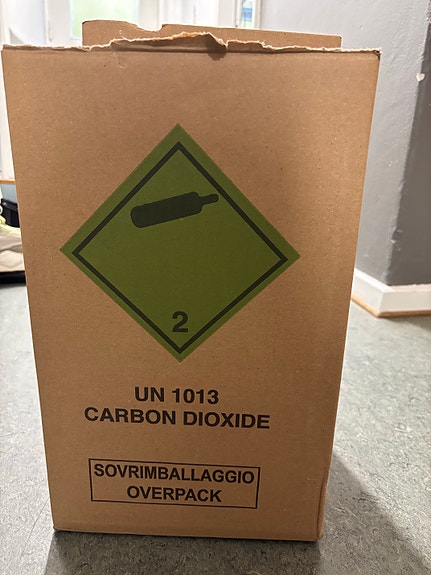 2
UN 1013
CARBON DIOXIDE
SOVRIMBALLAGGIO
OVERPACK